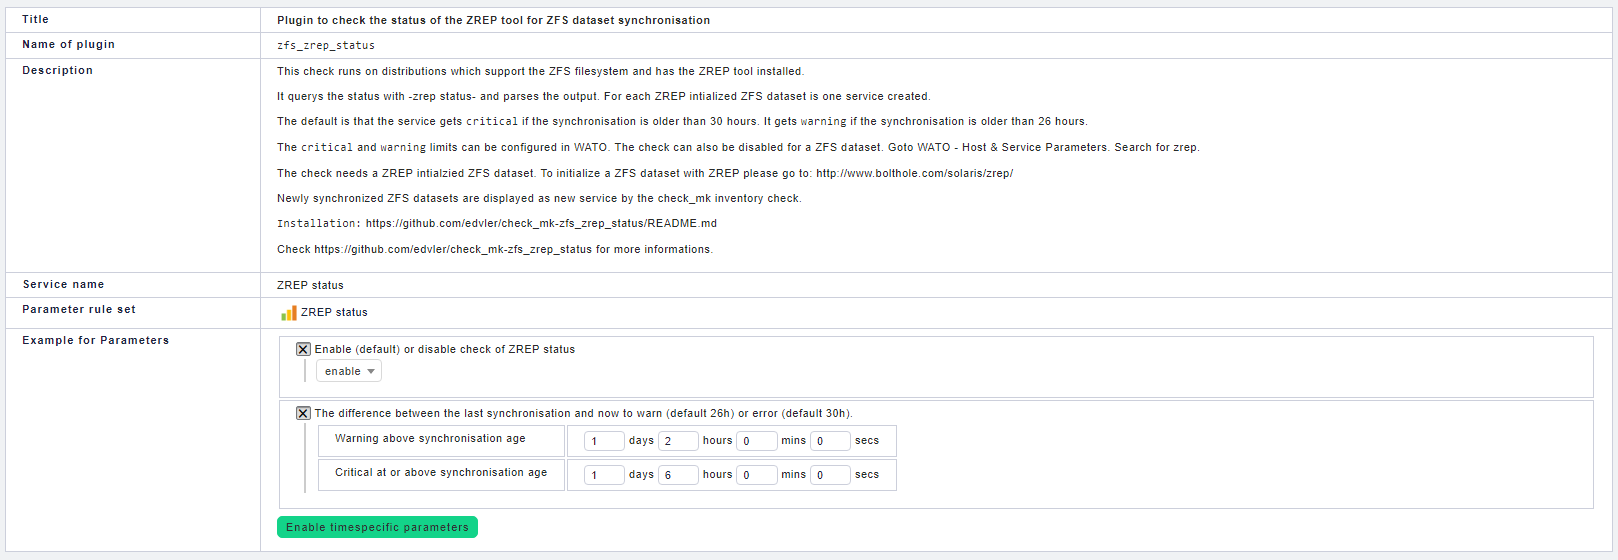 Title
Plugin to check the status of the ZREP tool for ZFS dataset synchronisation
Name of plugin
zfs_zrep_status
Description
This check runs on distributions which support the ZFS filesystem and has the ZREP tool installed.
It querys the status with -zrep status- and parses the output. For each ZREP intialized ZFS dataset is one service created.
The default is that the service gets critical if the synchronisation is older than 30 hours. It gets warning if the synchronisation is older than 26 hours.
The critical and warning limits can be configured in WATO. The check can also be disabled for a ZFS dataset. Goto WATO - Host & Service Parameters. Search for zrep.
The check needs a ZREP intialzied ZFS dataset. To initialize a ZFS dataset with ZREP please go to: http://www.bolthole.com/solaris/zrep/
Newly synchronized ZFS datasets are displayed as new service by the check_mk inventory check.
Installation: https://github.com/edvler/check_mk-zfs_zrep_status/README.md
Check https://github.com/edvler/check_mk-zfs_zrep_status for more informations.
Service name
ZREP status
Parameter rule set
ZREP status
Example for Parameters
Enable (default) or disable check of ZREP status
enable
The difference between the last synchronisation and now to warn (default 26h) or error (default 30h).
Warning above synchronisation age
1 days 2 hours 0 mins 0 secs
Critical at or above synchronisation age
1 days 6 hours 0 mins 0 secs
Enable timespecific parameters